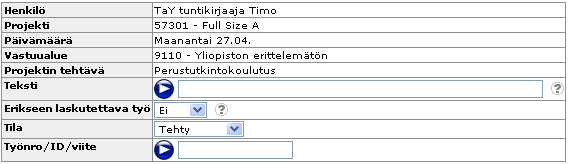 Henkilö TaY tuntikirjaaja Timo
Projekti 57301 - Full Size A
Päivämäärä Maanantai 27.04.
Vastuualue 9110 - Yliopiston erittelemätön
Projektin tehtävä Perustutkintokoulutus
Teksti ?
Erikseen laskutettava työ Ei ?
Tila Tehty
Työnro/ID/viite